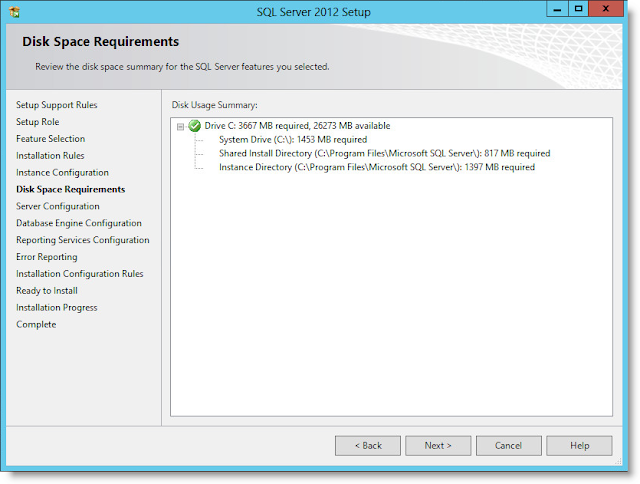 SQL Server 2012 Setup
Disk Space Requirements
Review the disk space summary for the SQL Server features you selected.
Setup Support Rules
Setup Role
Feature Selection
Installation Rules
Instance Configuration
Disk Space Requirements
Server Configuration
Database Engine Configuration
Reporting Services Configuration
Error Reporting
Installation Configuration Rules
Ready to Install
Installation Progress
Complete
Disk Usage Summary:
Drive C: 3667 MB required, 26273 MB available
System Drive (C:\): 1453 MB required
Shared Install Directory (C:\Program Files\Microsoft SQL Server\): 817 MB required
Instance Directory (C:\Program Files\Microsoft SQL Server\): 1397 MB required
< Back
Next >
Cancel
Help